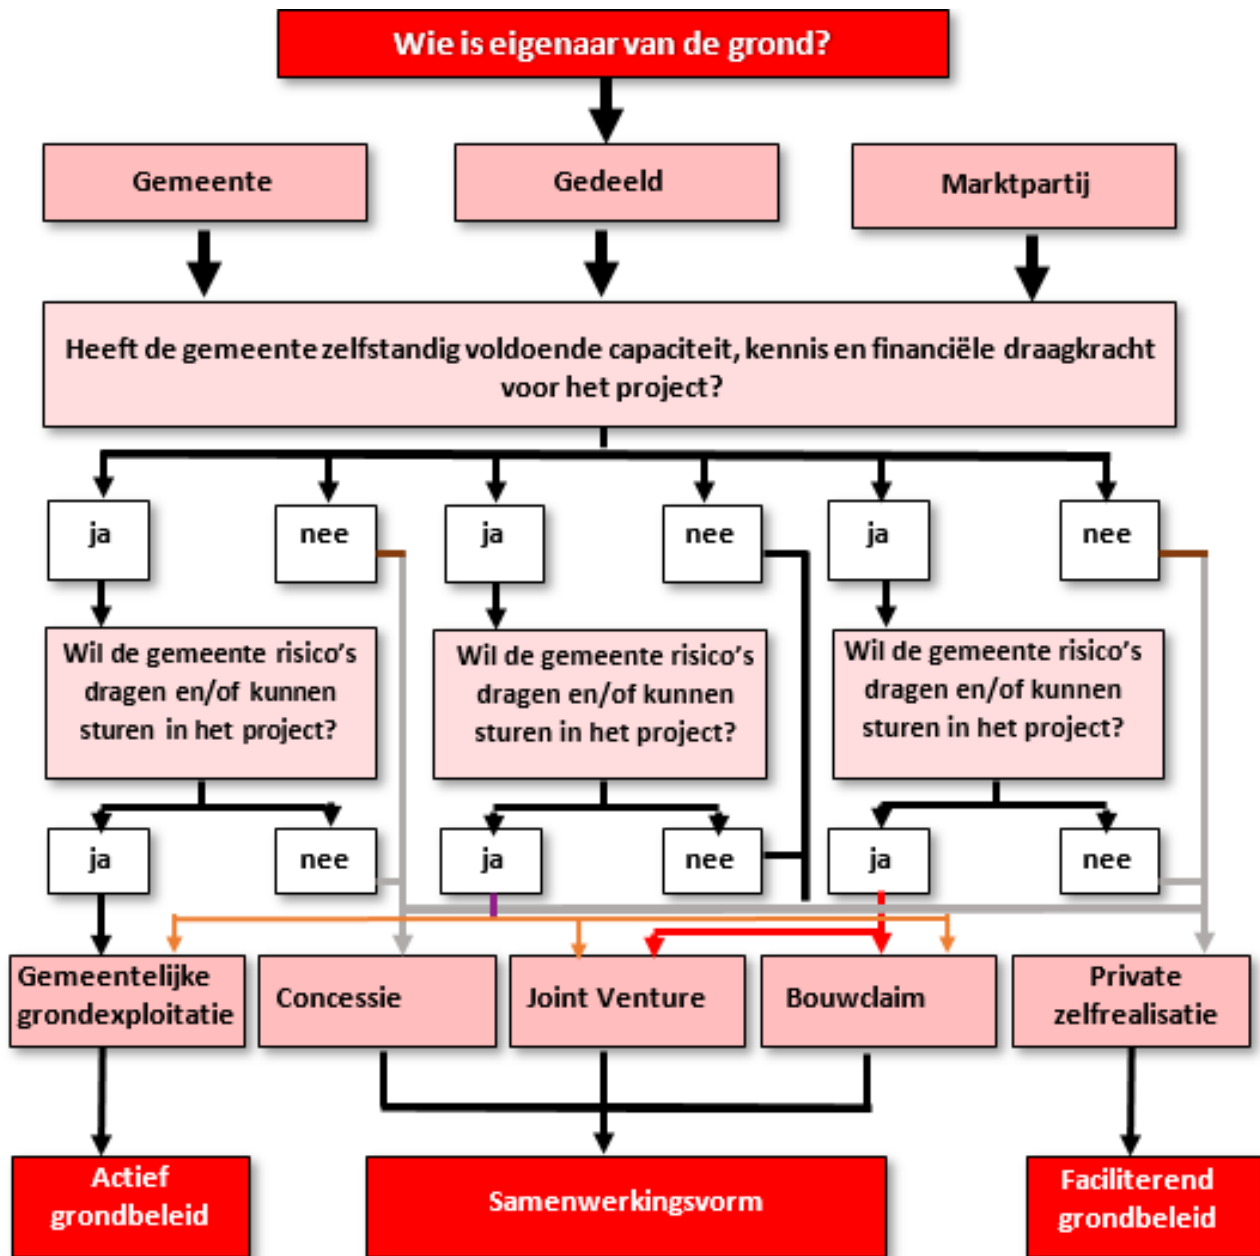 Wie is eigenaar van de grond?
Gemeente
Gedeeld
Marktpartij
Heeft de gemeente zelfstandig voldoende capaciteit, kennis en financiële draagkracht
voor het project?
ja
nee
ja
nee
ja
nee
Wil de gemeente risico's
dragen en/of kunnen
sturen in het project?
Wil de gemeente risico's
dragen en/of kunnen
sturen in het project?
Wil de gemeente risico's
dragen en/of kunnen
sturen in het project?
ja
nee
ja
nee
ja
nee
Gemeentelijke
grondexploitatie
Concessie
Joint Venture
Bouwclaim
Private
zelfrealisatie
Actief
grondbeleid
Samenwerkingsvorm
Faciliterend
grondbeleid